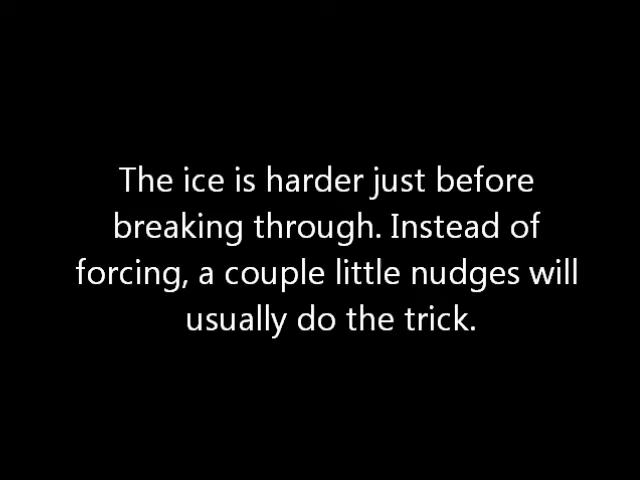 The ice is harder just before
breaking through. Instead of
forcing, a couple little nudges will
usually do the trick.